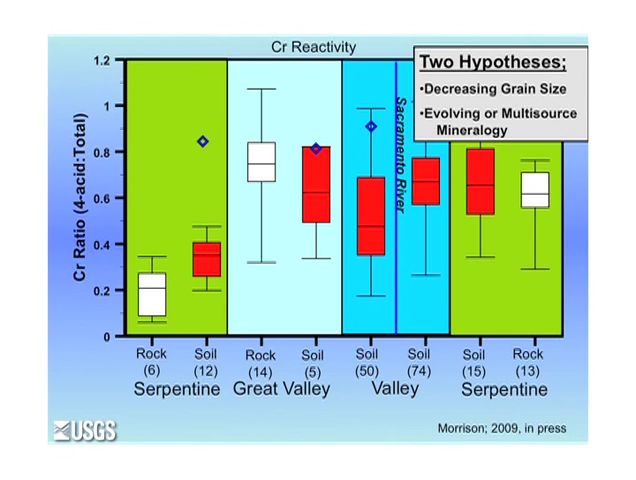 Cr Reactivity
Two Hypotheses;
•Decreasing Grain Size
•Evolving or Multisource
Mineralogy
Cr Ratio (4-acid:Total)
1.2
1
0.8
0.6
0.4
0.2
0
Sacramento River
Rock Soil Rock Soil Soil Soil Soil Rock
(6) (12) (14) (5) (50) (74) (15) (13)
Serpentine Great Valley Valley Serpentine
USGS
Morrison; 2009, in press